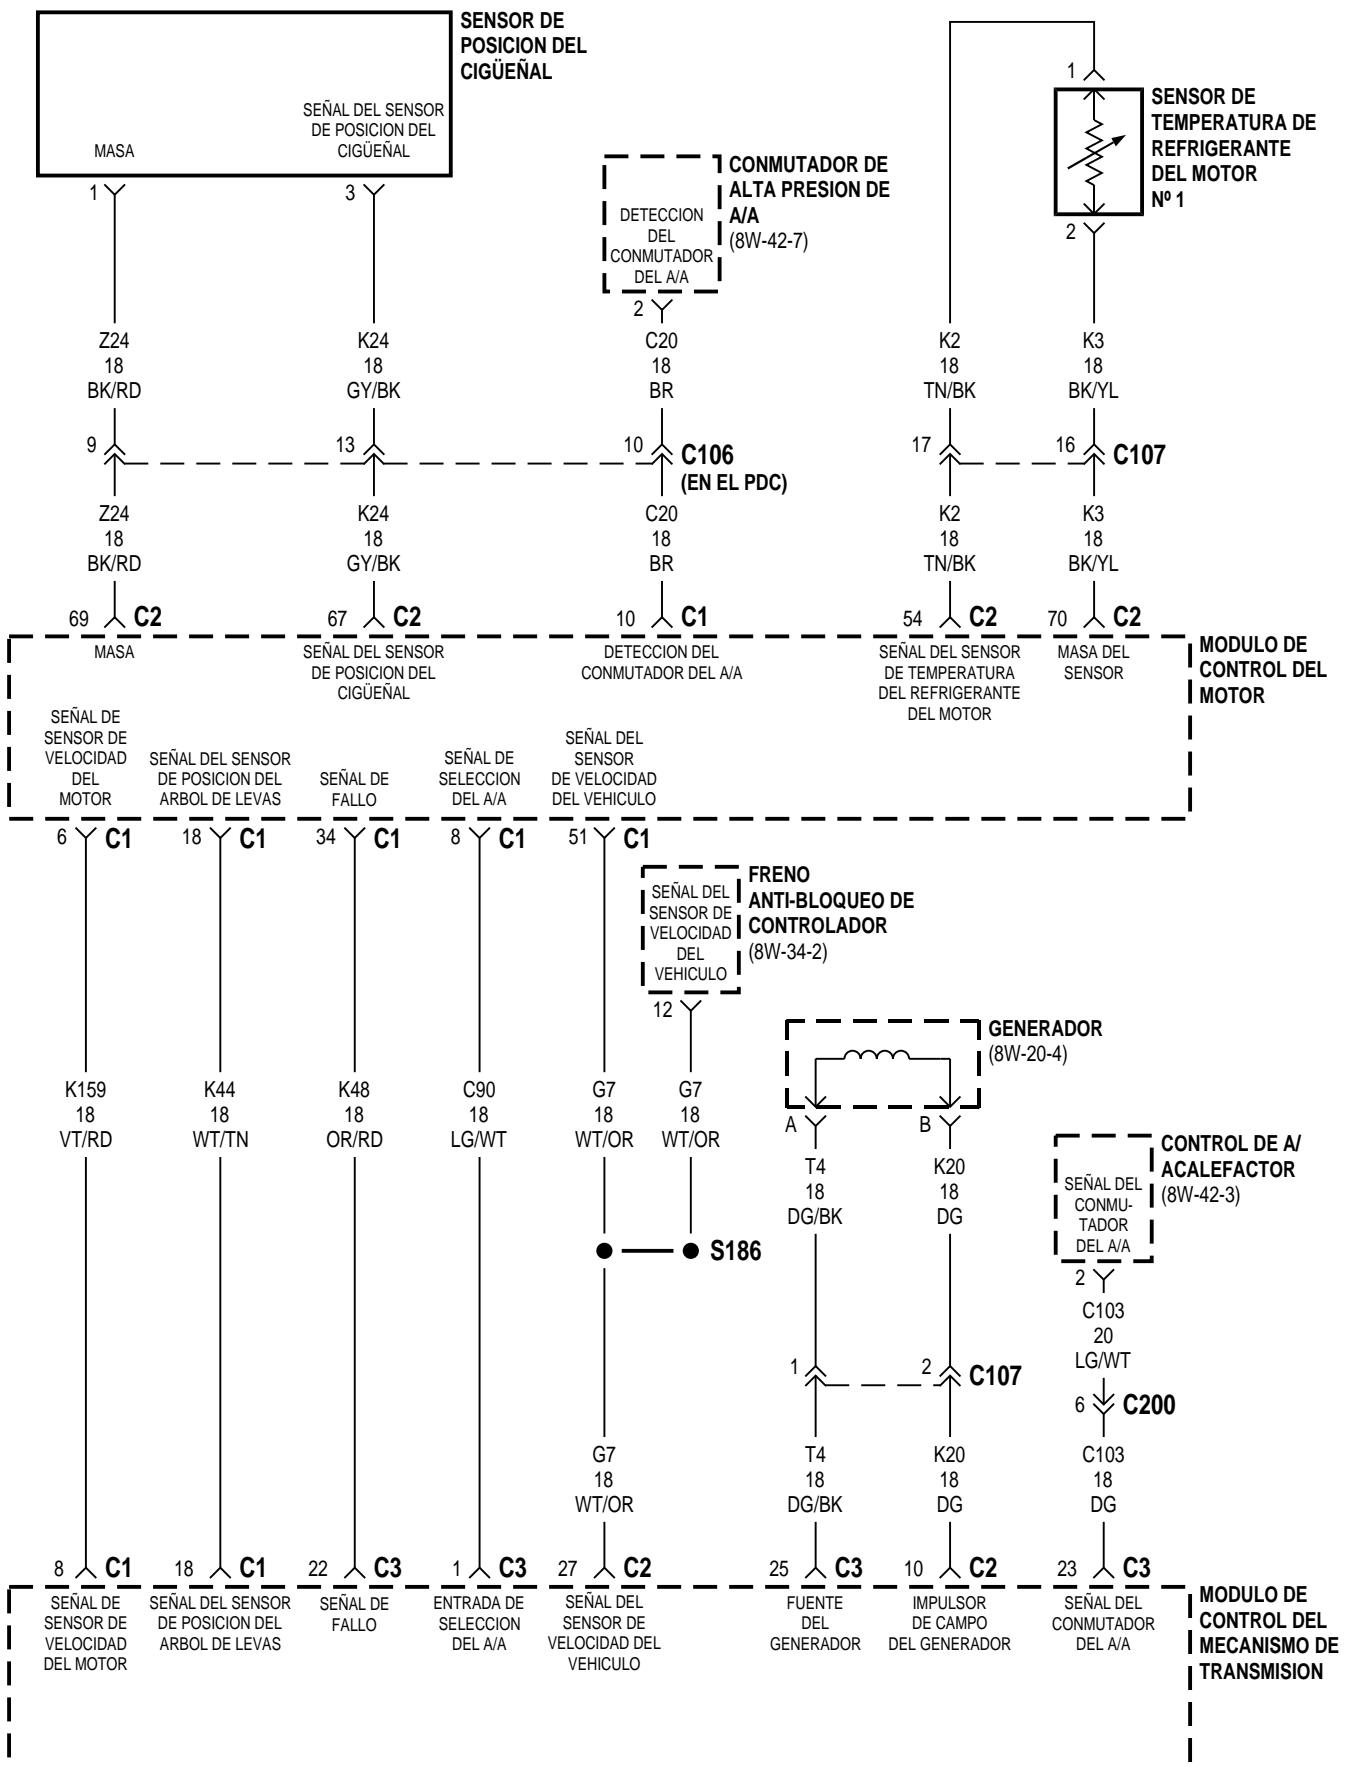 SENSOR DE
POSICION DEL
CIGÜEÑAL
SEÑAL DEL SENSOR
DE POSICION DEL
CIGÜEÑAL
MASA
1
3
CONMUTADOR DE
ALTA PRESION DE
A/A
(8W-42-7)
DETECCION
DEL
CONMUTADOR
DEL A/A
2
1
SENSOR DE
TEMPERATURA DE
REFRIGERANTE
DEL MOTOR
Nº 1
2
Z24
18
BK/RD
K24
18
GY/BK
C20
18
BR
K2
18
TN/BK
K3
18
BK/YL
9
13
10
C106
(EN EL PDC)
17
16
C107
Z24
18
BK/RD
K24
18
GY/BK
C20
18
BR
K2
18
TN/BK
K3
18
BK/YL
69 C2
67 C2
10 C1
54 C2
70 C2
MASA
SEÑAL DEL SENSOR
DE POSICION DEL
CIGÜEÑAL
DETECCION DEL
CONMUTADOR DEL A/A
SEÑAL DEL SENSOR
DE TEMPERATURA
DEL REFRIGERANTE
DEL MOTOR
MASA DEL
SENSOR
MODULO DE
CONTROL DEL
MOTOR
SEÑAL DE
SENSOR DE
VELOCIDAD
DEL
MOTOR
SEÑAL DEL SENSOR
DE POSICION DEL
ARBOL DE LEVAS
SEÑAL DE
FALLO
SEÑAL DE
SELECCION
DEL A/A
SEÑAL DEL
SENSOR
DE VELOCIDAD
DEL VEHICULO
6 C1
18 C1
34 C1
8 C1
51 C1
SEÑAL DEL
SENSOR DE
VELOCIDAD
DEL
VEHICULO
FRENO
ANTI-BLOQUEO DE
CONTROLADOR
(8W-34-2)
12
GENERADOR
(8W-20-4)
A
B
K159
18
VT/RD
K44
18
WT/TN
K48
18
OR/RD
C90
18
LG/WT
G7
18
WT/OR
G7
18
WT/OR
T4
18
DG/BK
K20
18
DG
CONTROL DE A/
ACALEFACTOR
(8W-42-3)
SEÑAL DEL
CONMU-
TADOR
DEL A/A
2
S186
C103
20
LG/WT
1
2
C107
6
C200
G7
18
WT/OR
T4
18
DG/BK
K20
18
DG
C103
18
DG
8 C1
18 C1
22 C3
1 C3
27 C2
25 C3
10 C2
23 C3
SEÑAL DE
SENSOR DE
VELOCIDAD
DEL MOTOR
SEÑAL DEL SENSOR
DE POSICION DEL
ARBOL DE LEVAS
SEÑAL DE
FALLO
ENTRADA DE
SELECCION
DEL A/A
SEÑAL DEL
SENSOR DE
VELOCIDAD DEL
VEHICULO
FUENTE
DEL
GENERADOR
IMPULSOR
DE CAMPO
DEL GENERADOR
SEÑAL DEL
CONMUTADOR
DEL A/A
MODULO DE
CONTROL DEL
MECANISMO DE
TRANSMISION